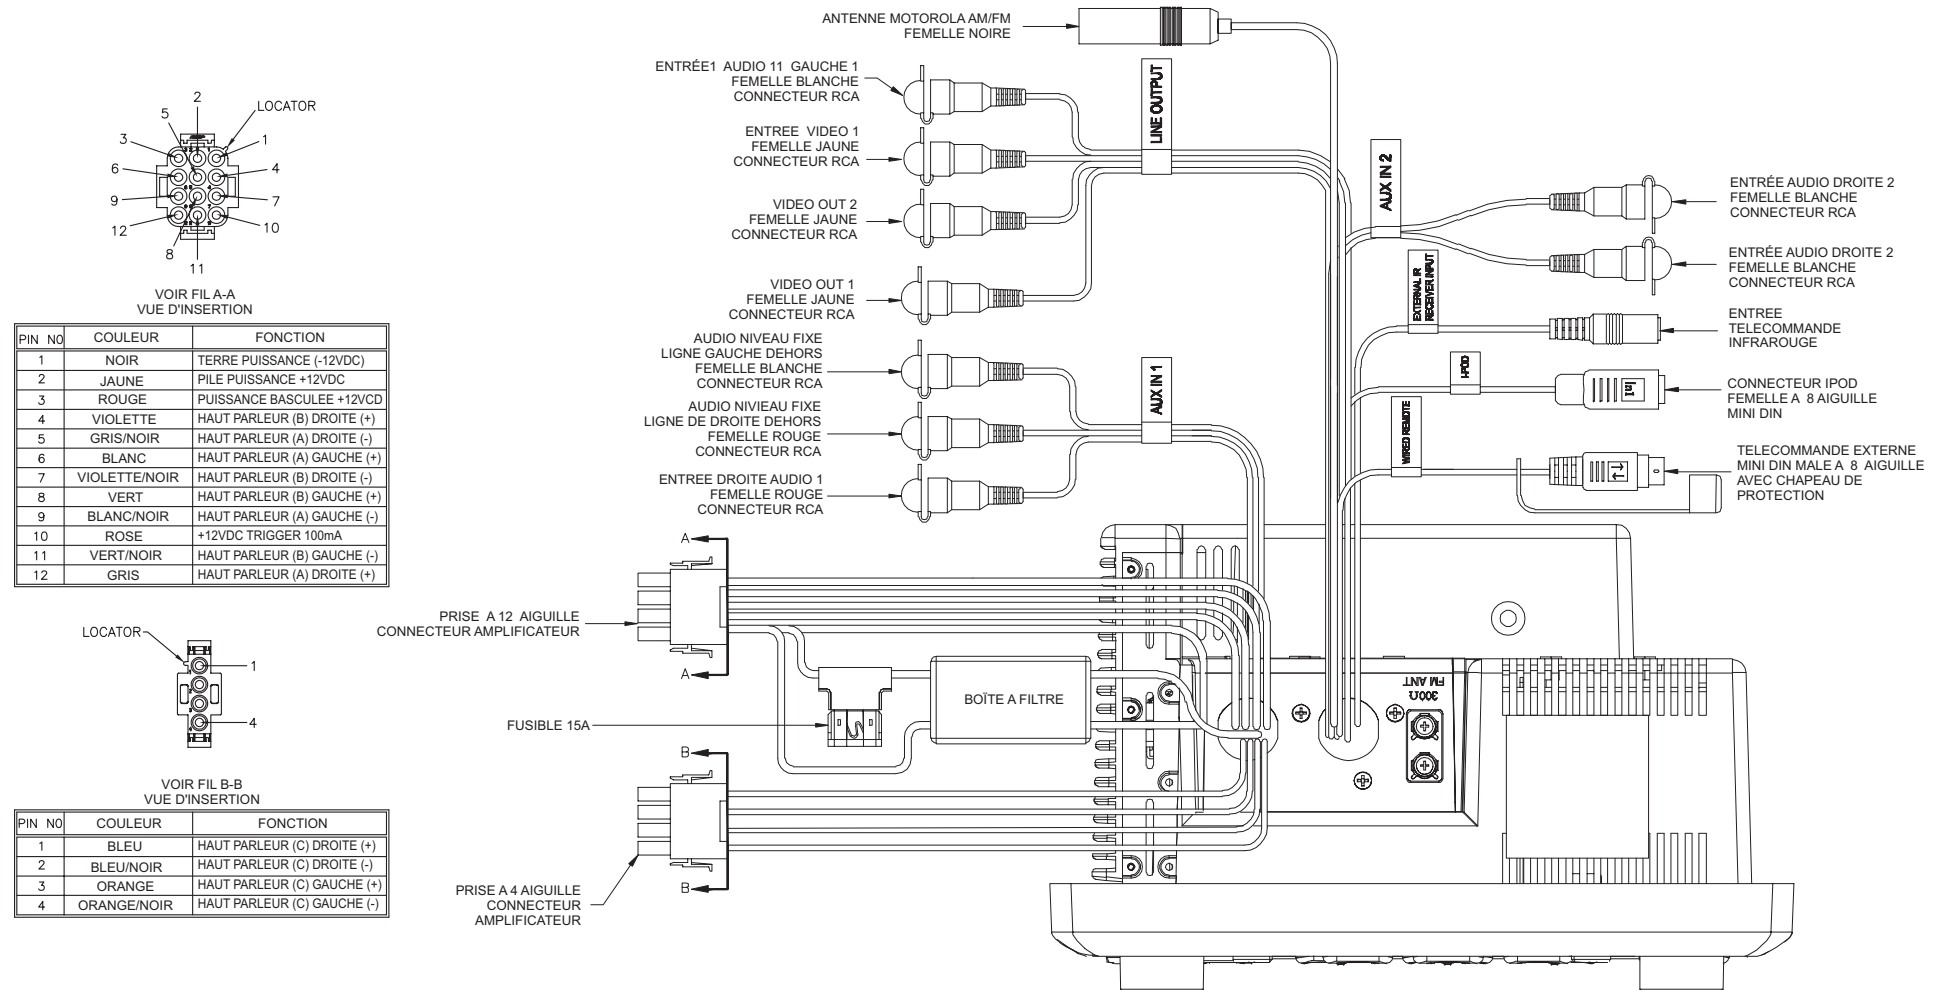 ANTENNE MOTOROLA AM/FM
FEMELLE NOIRE
ENTRÉE1 AUDIO 11 GAUCHE 1
FEMELLE BLANCHE
CONNECTEUR RCA
ENTREE VIDEO 1
FEMELLE JAUNE
CONNECTEUR RCA
VIDEO OUT 2
FEMELLE JAUNE
CONNECTEUR RCA
VIDEO OUT 1
FEMELLE JAUNE
CONNECTEUR RCA
AUDIO NIVEAU FIXE
LIGNE GAUCHE DEHORS
FEMELLE BLANCHE
CONNECTEUR RCA
AUDIO NIVIEAU FIXE
LIGNE DE DROITE DEHORS
FEMELLE ROUGE
CONNECTEUR RCA
ENTREE DROITE AUDIO 1
FEMELLE ROUGE
CONNECTEUR RCA
LINE OUTPUT
AUX IN 1
AUX IN 2
EXTERNAL IR
RECEIVER INPUT
I-POD
WIRED REMOTE
ENTRÉE AUDIO DROITE 2
FEMELLE BLANCHE
CONNECTEUR RCA
ENTRÉE AUDIO DROITE 2
FEMELLE BLANCHE
CONNECTEUR RCA
ENTREE
TELECOMMANDE
INFRAROUGE
In1
CONNECTEUR IPOD
FEMELLE A 8 AIGUILLE
MINI DIN
TELECOMMANDE EXTERNE
MINI DIN MALE A 8 AIGUILLE
AVEC CHAPEAU DE
PROTECTION
2
5
LOCATOR
3
1
6
4
9
7
12
10
8
11
VOIR FIL A-A
VUE D'INSERTION
PIN NO COULEUR FONCTION
1 NOIR TERRE PUISSANCE (-12VDC)
2 JAUNE PILE PUISSANCE +12VDC
3 ROUGE PUISSANCE BASCULEE +12VCD
4 VIOLETTE HAUT PARLEUR (B) DROITE (+)
5 GRIS/NOIR HAUT PARLEUR (A) DROITE (-)
6 BLANC HAUT PARLEUR (A) GAUCHE (+)
7 VIOLETTE/NOIR HAUT PARLEUR (B) DROITE (-)
8 VERT HAUT PARLEUR (B) GAUCHE (+)
9 BLANC/NOIR HAUT PARLEUR (A) GAUCHE (-)
10 ROSE +12VDC TRIGGER 100mA
11 VERT/NOIR HAUT PARLEUR (B) GAUCHE (-)
12 GRIS HAUT PARLEUR (A) DROITE (+)
LOCATOR
1
4
VOIR FIL B-B
VUE D'INSERTION
PIN NO COULEUR FONCTION
1 BLEU HAUT PARLEUR (C) DROITE (+)
2 BLEU/NOIR HAUT PARLEUR (C) DROITE (-)
3 ORANGE HAUT PARLEUR (C) GAUCHE (+)
4 ORANGE/NOIR HAUT PARLEUR (C) GAUCHE (-)
A
PRISE A 12 AIGUILLE
CONNECTEUR AMPLIFICATEUR
A
FUSIBLE 15A
BOÏTE A FILTRE
B
B
PRISE A 4 AIGUILLE
CONNECTEUR
AMPLIFICATEUR
300Ω
FM ANT